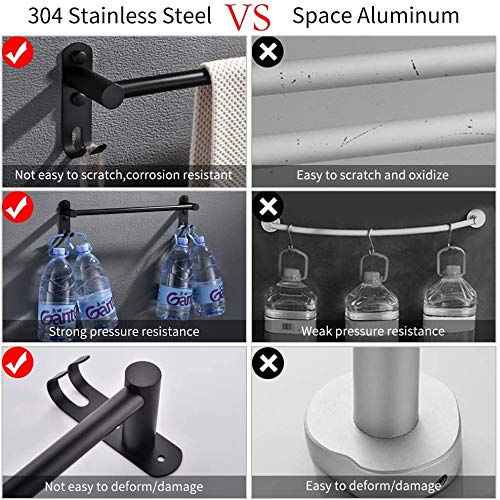 304 Stainless Steel VS Space Aluminum
Not easy to scratch,corrosion resistant
Easy to scratch and oxidize
Strong pressure resistance
Weak pressure resistance
Not easy to deform/damage
Easy to deform/damage